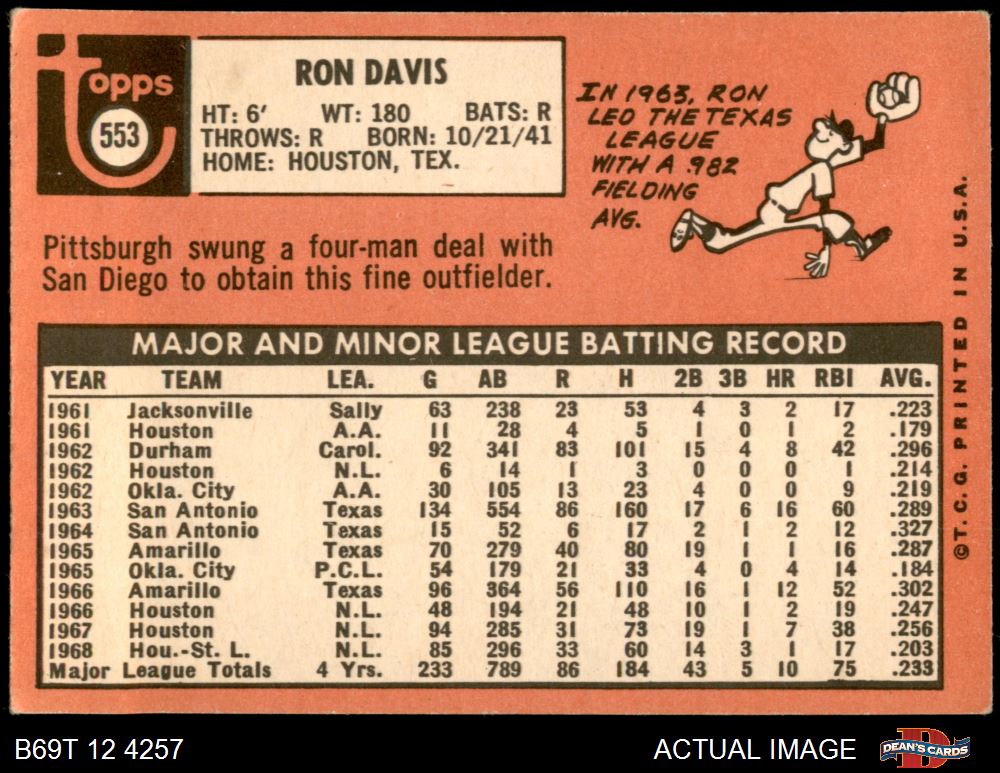 topps
553
RON DAVIS
HT: 6' WT: 180 BATS: R
THROWS: R BORN: 10/21/41
HOME: HOUSTON, TEX.
IN 1963, RON
LED THE TEXAS
LEAGUE
WITH A .982
FIELDING
AVG.
Pittsburgh swung a four-man deal with
San Diego to obtain this fine outfielder.
MAJOR AND MINOR LEAGUE BATTING RECORD
YEAR TEAM LEA. G AB R H 2B 3B HR RBI AVG.
1961 Jacksonville Sally 63 238 23 53 4 3 2 17 .223
1961 Houston A.A. 11 28 4 5 1 0 1 2 .179
1962 Durham Carol. 92 341 83 101 15 4 8 42 .296
1962 Houston N.L. 6 14 1 3 0 0 0 1 .214
1962 Okla. City A.A. 30 105 13 23 4 0 0 9 .219
1963 San Antonio Texas 134 554 86 160 17 6 16 60 .289
1964 San Antonio Texas 15 52 6 17 2 1 2 12 .327
1965 Amarillo Texas 70 279 40 80 19 1 1 16 .287
1965 Okla. City P.C.L. 54 179 21 33 4 0 4 14 .184
1966 Amarillo Texas 96 364 56 110 16 1 12 52 .302
1966 Houston N.L. 48 194 21 48 10 1 2 19 .247
1967 Houston N.L. 94 285 31 73 19 1 7 38 .256
1968 Hou.-St. L. N.L. 85 296 33 60 14 3 1 17 .203
Major League Totals 4 Yrs. 233 789 86 184 43 5 10 75 .233
©T.C.G. PRINTED IN U.S.A.
B69T 12 4257
ACTUAL IMAGE
DEAN'S CARDS